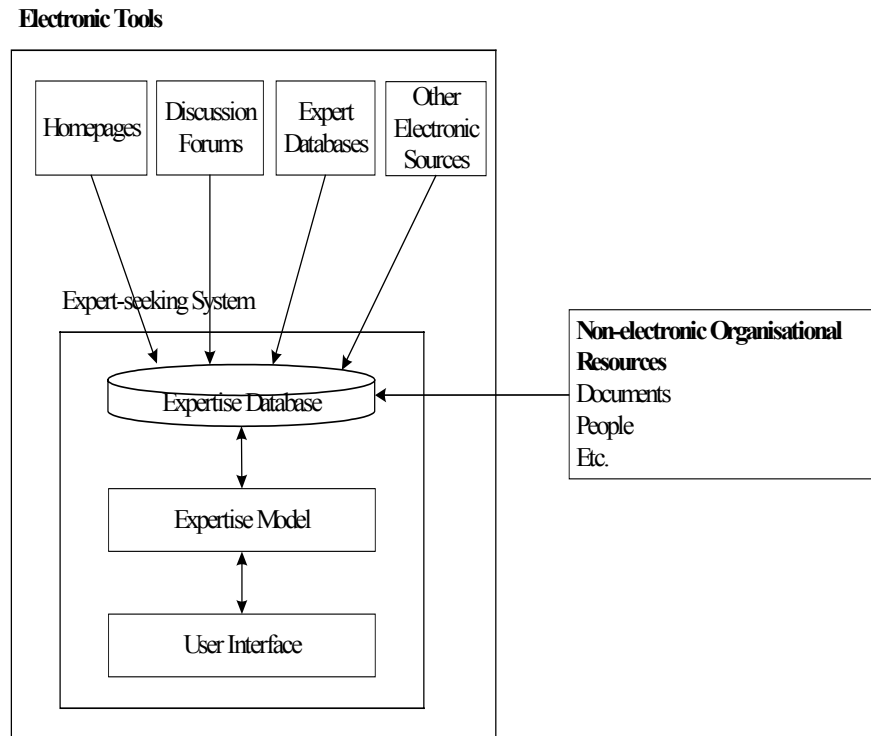 Electronic Tools
Homepages
Discussion
Forums
Expert
Databases
Other
Electronic
Sources
Expert-seeking System
Expertise Database
Expertise Model
User Interface
Non-electronic Organisational
Resources
Documents
People
Etc.